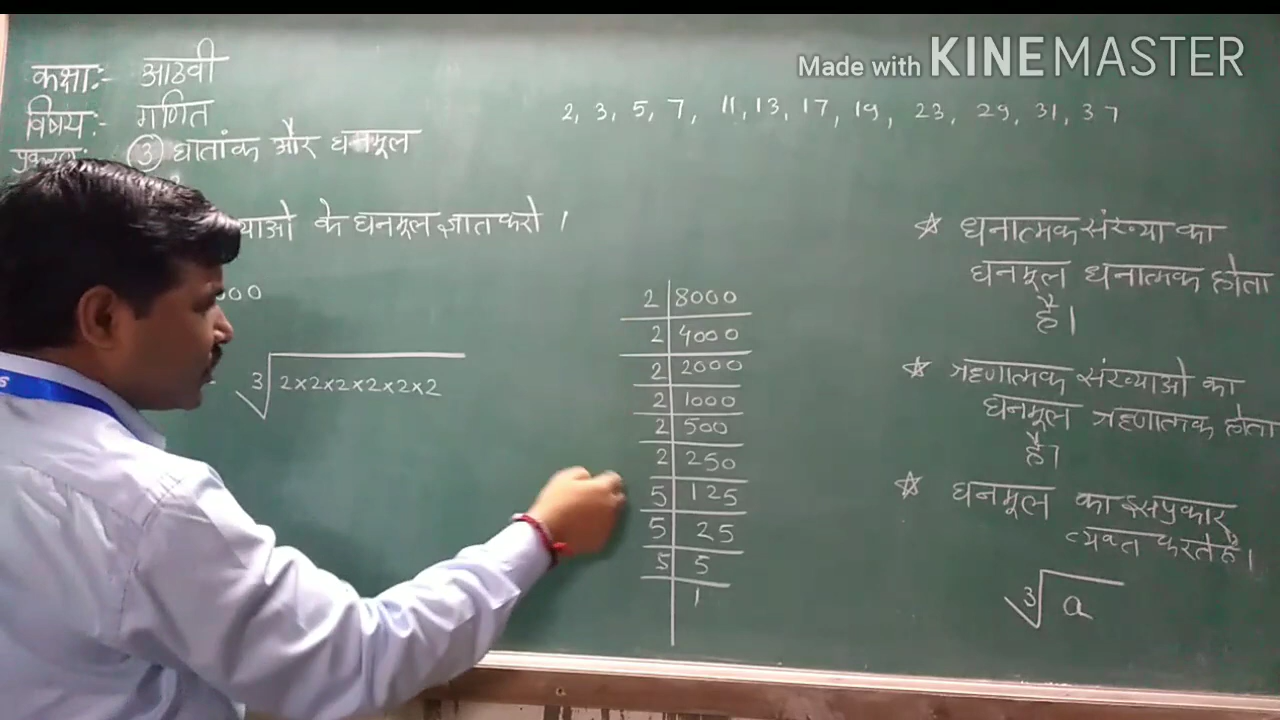 Made with KINEMASTER
कक्षाः- आठवी
विषयः- गणित
③ घातांक और घनमूल
2, 3, 5, 7, 11, 13, 17, 19, 23, 29, 31, 37
के घनमूल ज्ञात करो ।
∛2×2×2×2×2×2
2 | 8000
2 | 4000
2 | 2000
2 | 1000
2 | 500
2 | 250
5 | 125
5 | 25
5 | 5
1
☆ धनात्मक संख्या का
घनमूल धनात्मक होता
है।
☆ ऋणात्मक संख्याओ का
घनमूल ऋणात्मक होता
है।
☆ घनमूल का इसप्रकार
व्यक्त करते है।
∛a